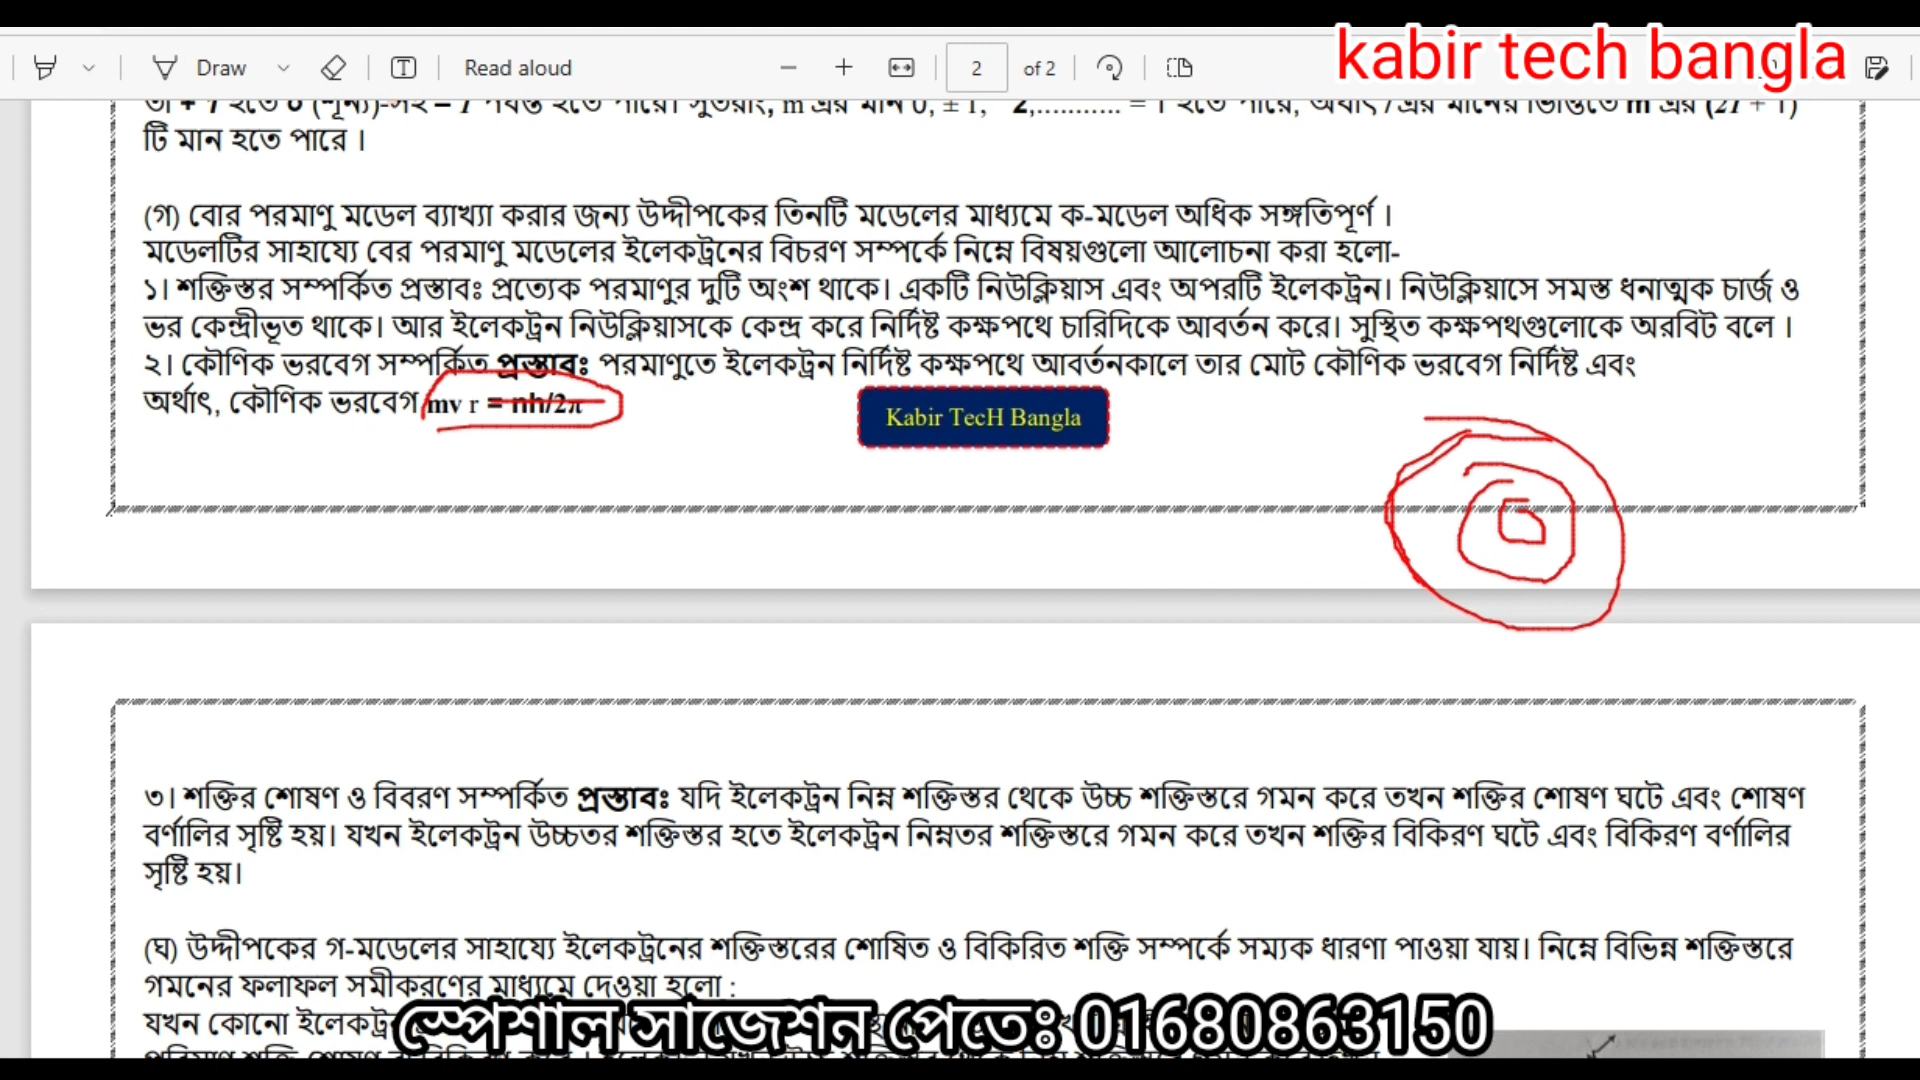 Draw
Read aloud
2 of 2
kabir tech bangla
টি মান হতে পারে ।
(গ) বোর পরমাণু মডেল ব্যাখ্যা করার জন্য উদ্দীপকের তিনটি মডেলের মাধ্যমে ক-মডেল অধিক সঙ্গতিপূর্ণ ।
মডেলটির সাহায্যে বের পরমাণু মডেলের ইলেকট্রনের বিচরণ সম্পর্কে নিম্নে বিষয়গুলো আলোচনা করা হলো-
১। শক্তিস্তর সম্পর্কিত প্রস্তাবঃ প্রত্যেক পরমাণুর দুটি অংশ থাকে। একটি নিউক্লিয়াস এবং অপরটি ইলেকট্রন। নিউক্লিয়াসে সমস্ত ধনাত্মক চার্জ ও
ভর কেন্দ্রীভূত থাকে। আর ইলেকট্রন নিউক্লিয়াসকে কেন্দ্র করে নির্দিষ্ট কক্ষপথে চারিদিকে আবর্তন করে। সুস্থিত কক্ষপথগুলোকে অরবিট বলে ।
২। কৌণিক ভরবেগ সম্পর্কিত প্রস্তাবঃ পরমাণুতে ইলেকট্রন নির্দিষ্ট কক্ষপথে আবর্তনকালে তার মোট কৌণিক ভরবেগ নির্দিষ্ট এবং
অর্থাৎ, কৌণিক ভরবেগ mv r = nh/2π
Kabir TecH Bangla
৩। শক্তির শোষণ ও বিবরণ সম্পর্কিত প্রস্তাবঃ যদি ইলেকট্রন নিম্ন শক্তিস্তর থেকে উচ্চ শক্তিস্তরে গমন করে তখন শক্তির শোষণ ঘটে এবং শোষণ
বর্ণালির সৃষ্টি হয়। যখন ইলেকট্রন উচ্চতর শক্তিস্তর হতে ইলেকট্রন নিম্নতর শক্তিস্তরে গমন করে তখন শক্তির বিকিরণ ঘটে এবং বিকিরণ বর্ণালির
সৃষ্টি হয়।
(ঘ) উদ্দীপকের গ-মডেলের সাহায্যে ইলেকট্রনের শক্তিস্তরের শোষিত ও বিকিরিত শক্তি সম্পর্কে সম্যক ধারণা পাওয়া যায়। নিম্নে বিভিন্ন শক্তিস্তরে
গমনের ফলাফল সমীকরণের মাধ্যমে দেওয়া হলো :
যখন কোনো
স্পেশাল সাজেশন পেতেঃ 01680863150